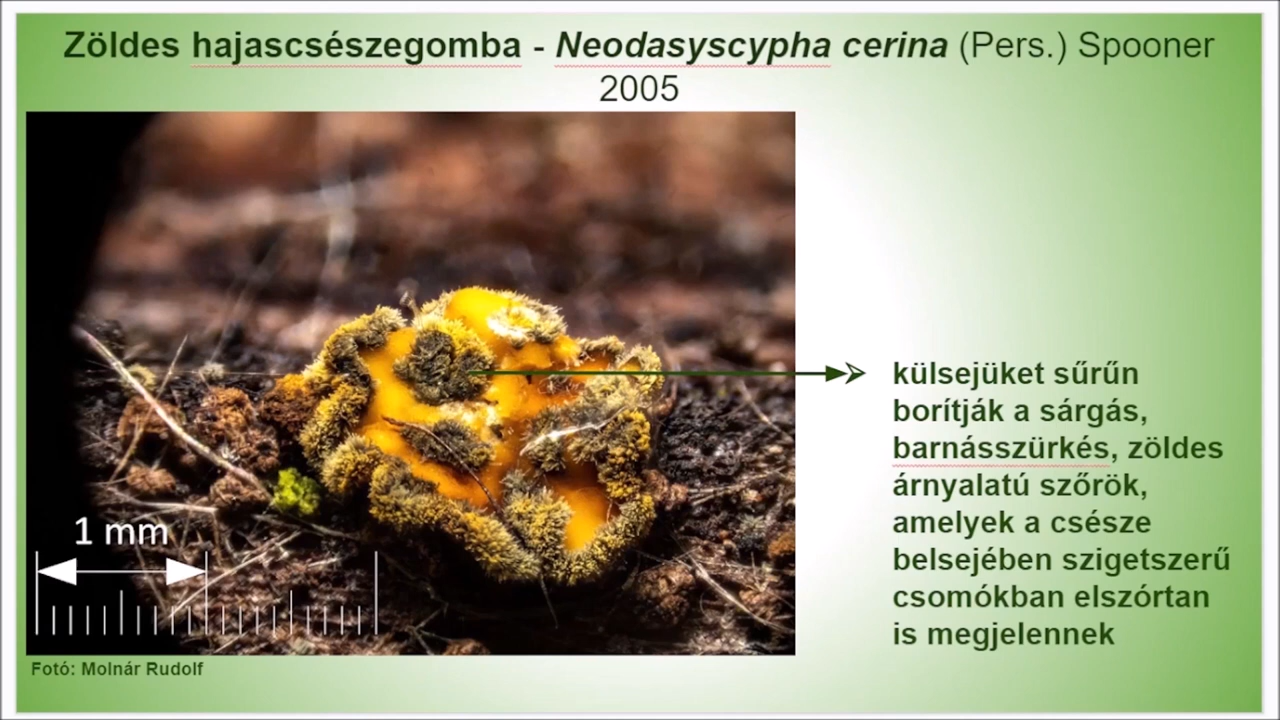 Zöldes hajascsészegomba - Neodasyscypha cerina (Pers.) Spooner
2005
külsejüket sűrűn
borítják a sárgás,
barnásszürkés, zöldes
árnyalatú szőrök,
amelyek a csésze
belsejében szigetszerű
csomókban elszórtan
is megjelennek
1 mm
Fotó: Molnár Rudolf